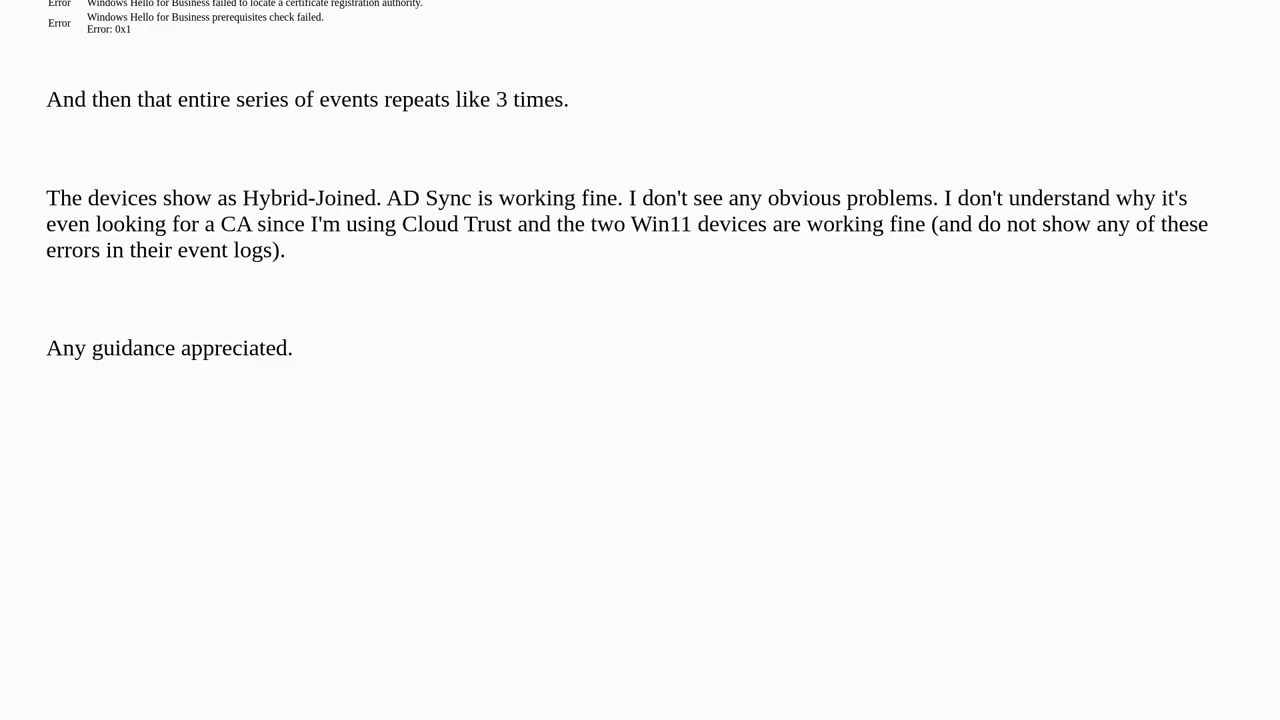 Error Windows Hello for Business failed to locate a certificate registration authority.
Error Windows Hello for Business prerequisites check failed.
Error: 0x1
And then that entire series of events repeats like 3 times.
The devices show as Hybrid-Joined. AD Sync is working fine. I don't see any obvious problems. I don't understand why it's
even looking for a CA since I'm using Cloud Trust and the two Win11 devices are working fine (and do not show any of these
errors in their event logs).
Any guidance appreciated.